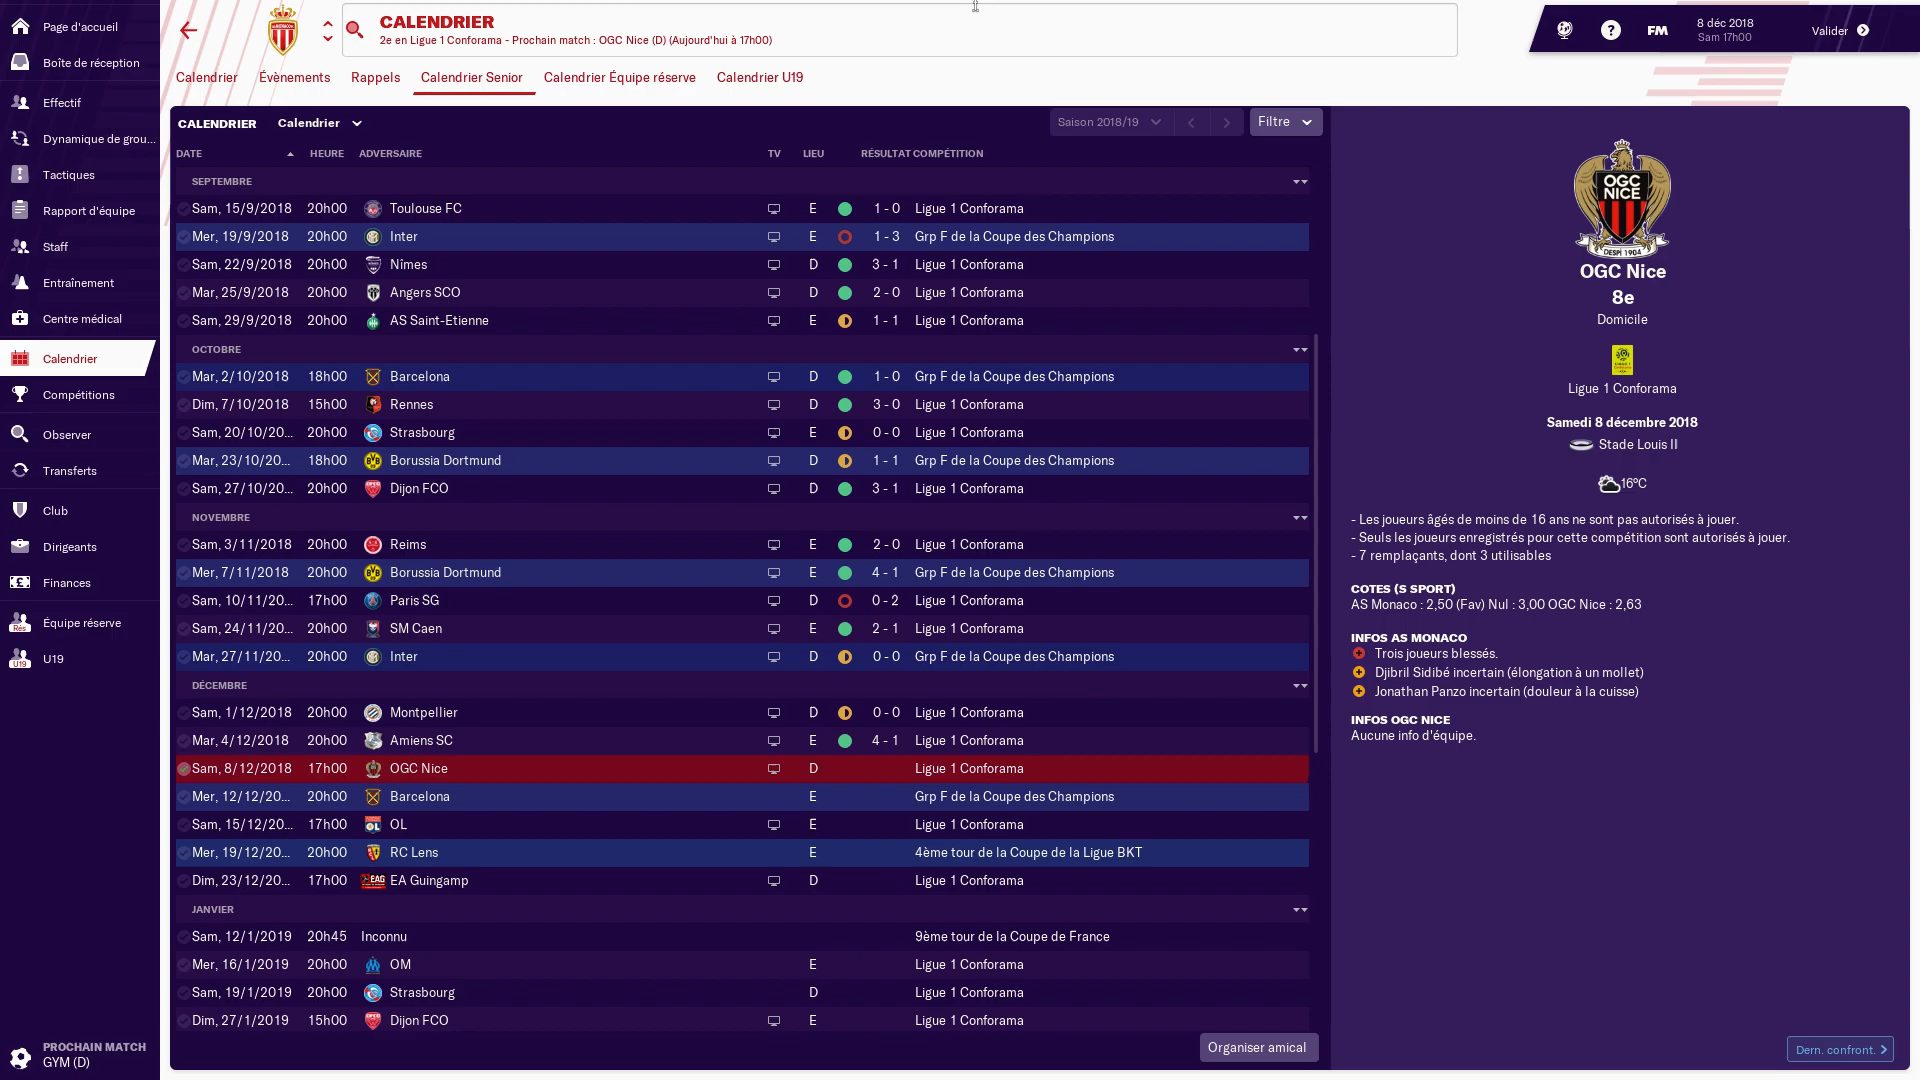 Page d'accueil
Boîte de réception
Effectif
Dynamique de grou...
Tactiques
Rapport d'équipe
Staff
Entraînement
Centre médical
Calendrier
Compétitions
Observer
Transferts
Club
Dirigeants
Finances
Rés
Équipe réserve
U19
U19
PROCHAIN MATCH
GYM (D)
CALENDRIER
2e en Ligue 1 Conforama - Prochain match : OGC Nice (D) (Aujourd'hui à 17h00)
? FM
8 déc 2018
Sam 17h00
Valider
Calendrier Évènements Rappels Calendrier Senior Calendrier Équipe réserve Calendrier U19
CALENDRIER Calendrier Saison 2018/19 Filtre
DATE HEURE ADVERSAIRE TV LIEU RÉSULTAT COMPÉTITION
SEPTEMBRE
Sam, 15/9/2018 20h00 Toulouse FC E 1 - 0 Ligue 1 Conforama
Mer, 19/9/2018 20h00 Inter E 1 - 3 Grp F de la Coupe des Champions
Sam, 22/9/2018 20h00 Nîmes D 3 - 1 Ligue 1 Conforama
Mar, 25/9/2018 20h00 Angers SCO D 2 - 0 Ligue 1 Conforama
Sam, 29/9/2018 20h00 AS Saint-Etienne E 1 - 1 Ligue 1 Conforama
OCTOBRE
Mar, 2/10/2018 18h00 Barcelona D 1 - 0 Grp F de la Coupe des Champions
Dim, 7/10/2018 15h00 Rennes D 3 - 0 Ligue 1 Conforama
Sam, 20/10/20... 20h00 Strasbourg E 0 - 0 Ligue 1 Conforama
Mar, 23/10/20... 18h00 Borussia Dortmund D 1 - 1 Grp F de la Coupe des Champions
Sam, 27/10/20... 20h00 Dijon FCO D 3 - 1 Ligue 1 Conforama
NOVEMBRE
Sam, 3/11/2018 20h00 Reims E 2 - 0 Ligue 1 Conforama
Mer, 7/11/2018 20h00 Borussia Dortmund E 4 - 1 Grp F de la Coupe des Champions
Sam, 10/11/20... 17h00 Paris SG D 0 - 2 Ligue 1 Conforama
Sam, 24/11/20... 20h00 SM Caen E 2 - 1 Ligue 1 Conforama
Mar, 27/11/20... 20h00 Inter D 0 - 0 Grp F de la Coupe des Champions
DÉCEMBRE
Sam, 1/12/2018 20h00 Montpellier D 0 - 0 Ligue 1 Conforama
Mar, 4/12/2018 20h00 Amiens SC E 4 - 1 Ligue 1 Conforama
Sam, 8/12/2018 17h00 OGC Nice D Ligue 1 Conforama
Mer, 12/12/20... 20h00 Barcelona E Grp F de la Coupe des Champions
Sam, 15/12/20... 17h00 OL OL E Ligue 1 Conforama
Mer, 19/12/20... 20h00 RC Lens E 4ème tour de la Coupe de la Ligue BKT
Dim, 23/12/20... 17h00 EAG EA Guingamp D Ligue 1 Conforama
JANVIER
Sam, 12/1/2019 20h45 Inconnu 9ème tour de la Coupe de France
Mer, 16/1/2019 20h00 OM E Ligue 1 Conforama
Sam, 19/1/2019 20h00 Strasbourg D Ligue 1 Conforama
Dim, 27/1/2019 15h00 Dijon FCO E Ligue 1 Conforama
Organiser amical
OGC
NICE
DESPI 1904
OGC Nice
8e
Domicile
Ligue 1 Conforama
Samedi 8 décembre 2018
Stade Louis II
16ºC
- Les joueurs âgés de moins de 16 ans ne sont pas autorisés à jouer.
- Seuls les joueurs enregistrés pour cette compétition sont autorisés à jouer.
- 7 remplaçants, dont 3 utilisables
COTES (S SPORT)
AS Monaco : 2,50 (Fav) Nul : 3,00 OGC Nice : 2,63
INFOS AS MONACO
Trois joueurs blessés.
Djibril Sidibé incertain (élongation à un mollet)
Jonathan Panzo incertain (douleur à la cuisse)
INFOS OGC NICE
Aucune info d'équipe.
Dern. confront.